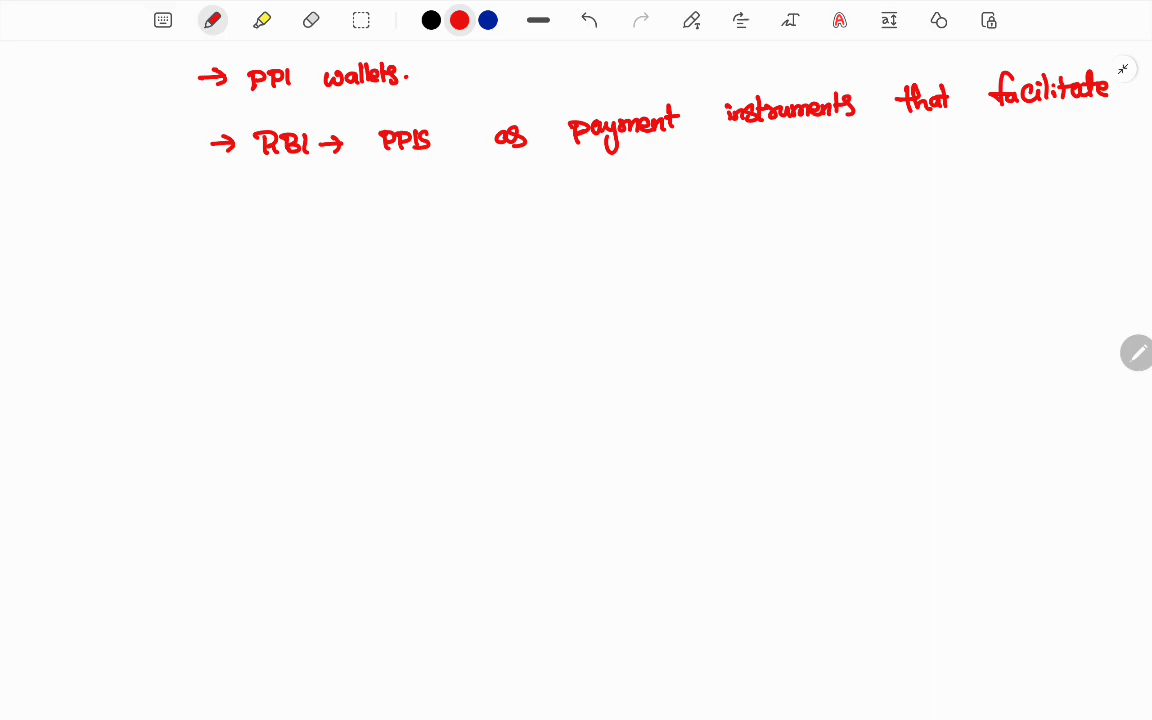 → PPI wallets.
→ RBI → PPIS as payment instruments that facilitate